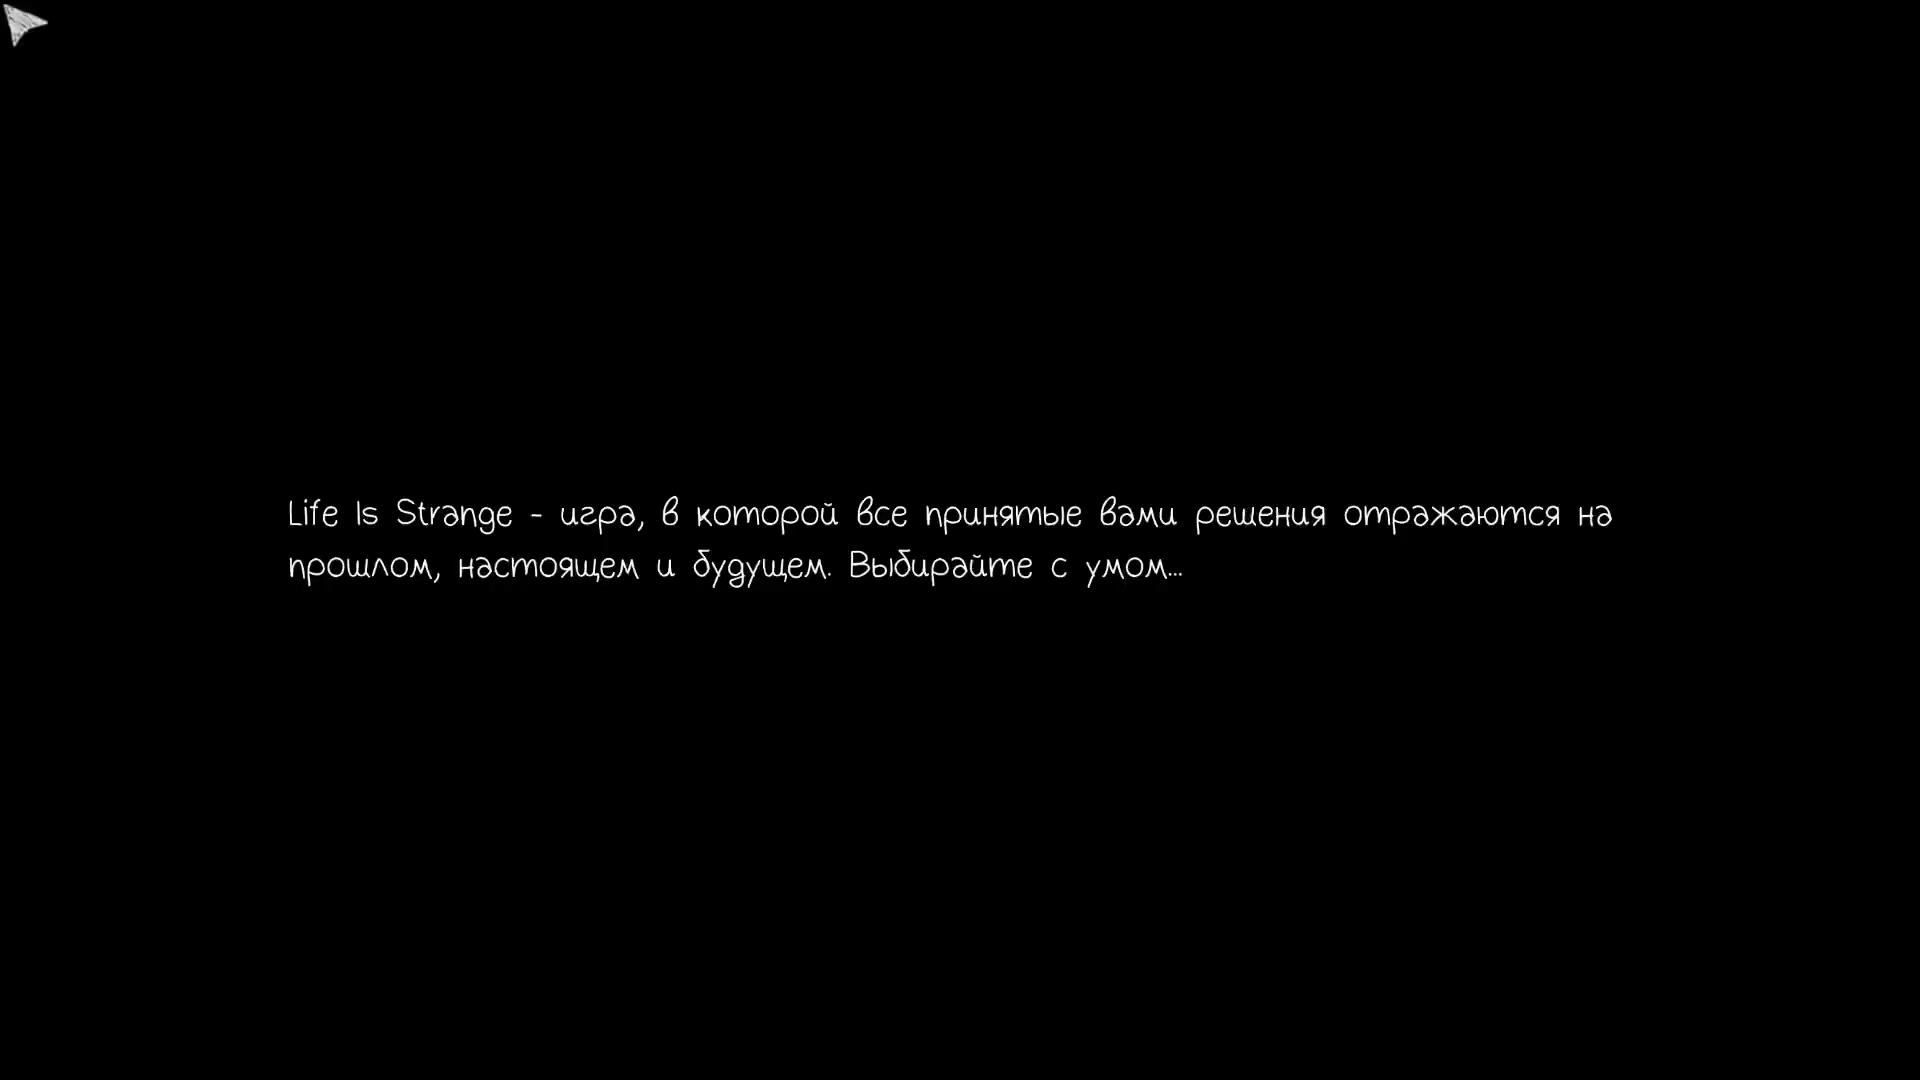 Life Is Strange - игра, в которой все принятые вами решения отражаются на
прошлом, настоящем и будущем. Выбирайте с умом...